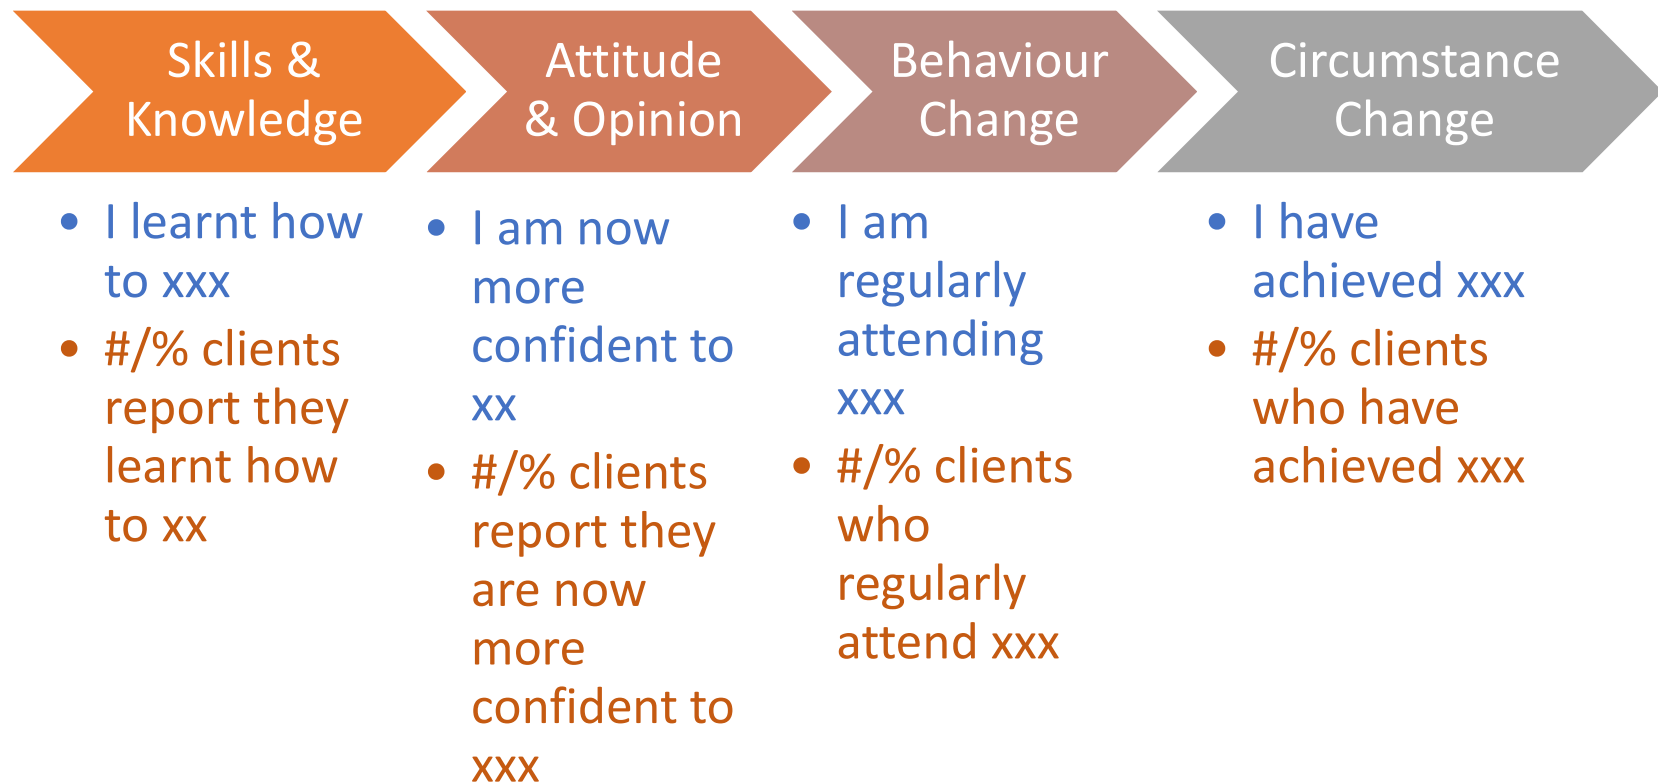 Skills &
Knowledge
Attitude
& Opinion
Behaviour
Change
Circumstance
Change
• I learnt how
to xxx
• #/% clients
report they
learnt how
to xx
• I am now
more
confident to
xx
• #/% clients
report they
are now
more
confident to
xxx
• I am
regularly
attending
xxx
• #/% clients
who
regularly
attend xxx
• I have
achieved xxx
• #/% clients
who have
achieved xxx